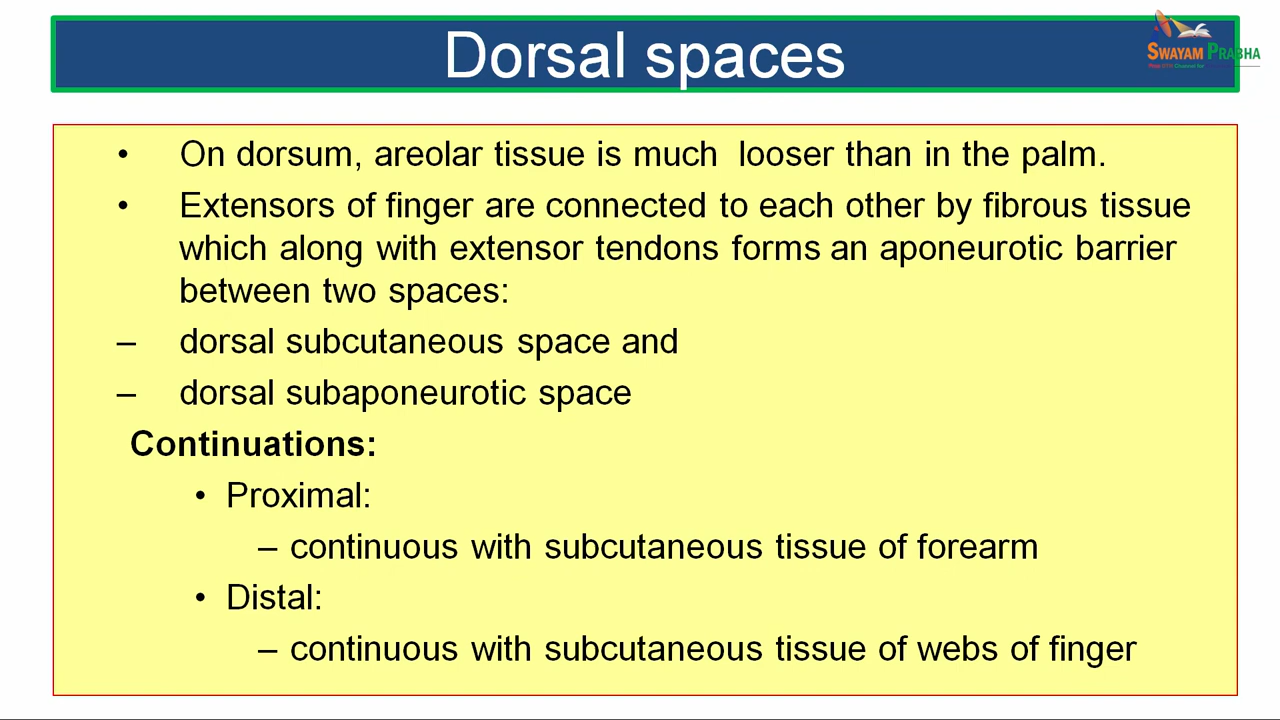 Dorsal spaces
SWAYAM PRABHA
• On dorsum, areolar tissue is much looser than in the palm.
• Extensors of finger are connected to each other by fibrous tissue
which along with extensor tendons forms an aponeurotic barrier
between two spaces:
– dorsal subcutaneous space and
– dorsal subaponeurotic space
Continuations:
• Proximal:
– continuous with subcutaneous tissue of forearm
• Distal:
– continuous with subcutaneous tissue of webs of finger